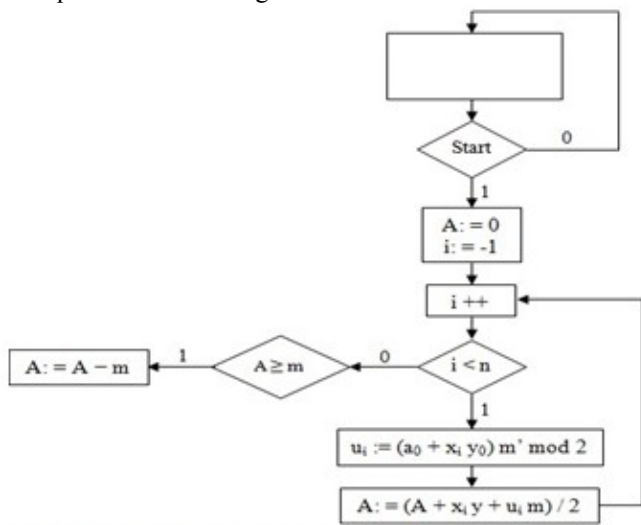 Start
0
1
A: = 0
i: = -1
i ++
i < n
0
A ≥ m
1
A: = A − m
1
uᵢ := (a₀ + xᵢ y₀) m’ mod 2
A: = (A + xᵢ y + uᵢ m) / 2